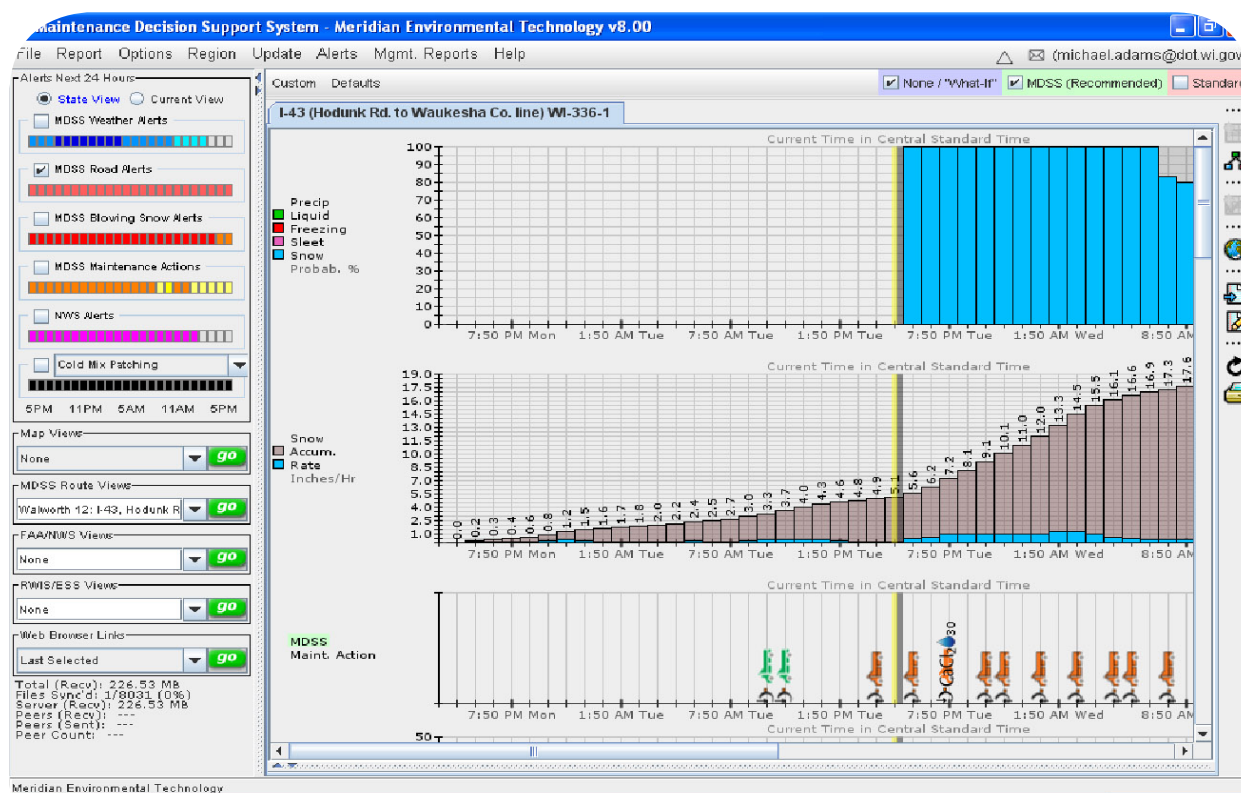 Maintenance Decision Support System - Meridian Environmental Technology v8.00
File Report Options Region Update Alerts Mgmt. Reports Help
(michael.adams@dot.wi.gov
Alerts Next 24 Hours
State View Current View
MDSS Weather Alerts
MDSS Road Alerts
MDSS Blowing Snow Alerts
MDSS Maintenance Actions
NWS Alerts
Cold Mix Patching
5PM 11PM 5AM 11AM 5PM
Map Views
None go
MDSS Route Views
Walworth 12: I-43, Hodunk R go
FAA/NWS Views
None go
RWIS/ESS Views
None go
Web Browser Links
Last Selected go
Total (Recv): 226.53 MB
Files Sync'd: 1/8031 (0%)
Server (Recv): 226.53 MB
Peers (Recv): ---
Peers (Sent): ---
Peer Count: ---
Custom Defaults
None / "What-If" MDSS (Recommended) Standard
I-43 (Hodunk Rd. to Waukesha Co. line) WI-336-1
Current Time in Central Standard Time
Precip
Liquid
Freezing
Sleet
Snow
Probab. %
100
90
80
70
60
50
40
30
20
10
0
7:50 PM Mon 1:50 AM Tue 7:50 AM Tue 1:50 PM Tue 7:50 PM Tue 1:50 AM Wed 8:50 AM
Current Time in Central Standard Time
Snow
Accum.
Rate
Inches/Hr
19.0
17.5
16.0
14.5
13.0
11.5
10.0
8.5
7.0
5.5
4.0
2.5
1.0
0.0 0.2 0.3 0.4 0.6 0.8 1.2 1.5 1.6 1.7 1.8 2.0 2.2 2.4 2.5 2.7 3.0 3.3 3.7 4.0 4.3 4.6 4.8 4.9 5.1 5.6 6.2 7.2 8.1 9.1 10.1 11.0 12.0 13.3 14.5 15.5 16.1 16.6 16.9 17.3 17.6
7:50 PM Mon 1:50 AM Tue 7:50 AM Tue 1:50 PM Tue 7:50 PM Tue 1:50 AM Wed 8:50 AM
Current Time in Central Standard Time
MDSS
Maint. Action
CaCl2 30
7:50 PM Mon 1:50 AM Tue 7:50 AM Tue 1:50 PM Tue 7:50 PM Tue 1:50 AM Wed 8:50 AM
Current Time in Central Standard Time
50
Meridian Environmental Technology